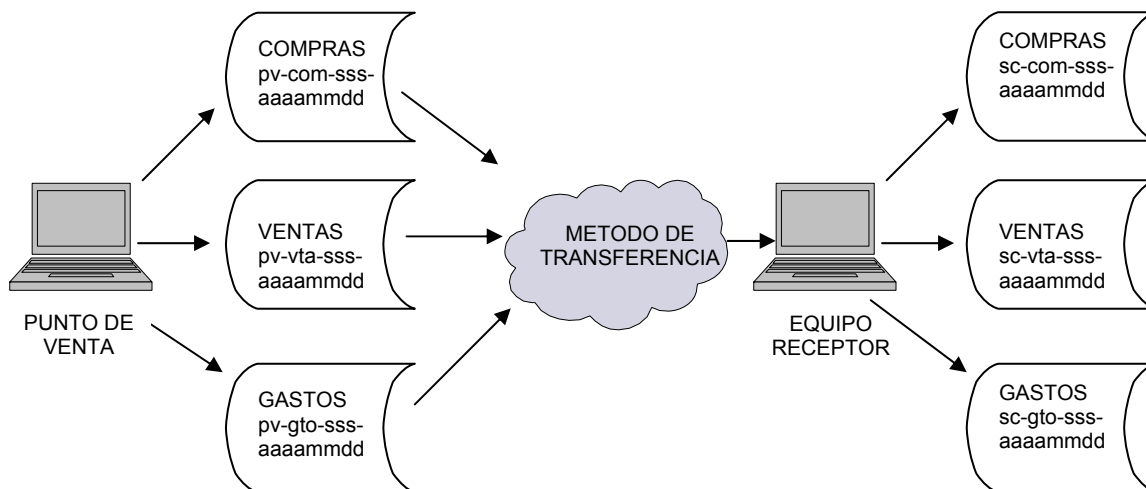 COMPRAS
pv-com-sss-
aaaammdd
VENTAS
pv-vta-sss-
aaaammdd
GASTOS
pv-gto-sss-
aaaammdd
PUNTO DE
VENTA
METODO DE
TRANSFERENCIA
EQUIPO
RECEPTOR
COMPRAS
sc-com-sss-
aaaammdd
VENTAS
sc-vta-sss-
aaaammdd
GASTOS
sc-gto-sss-
aaaammdd